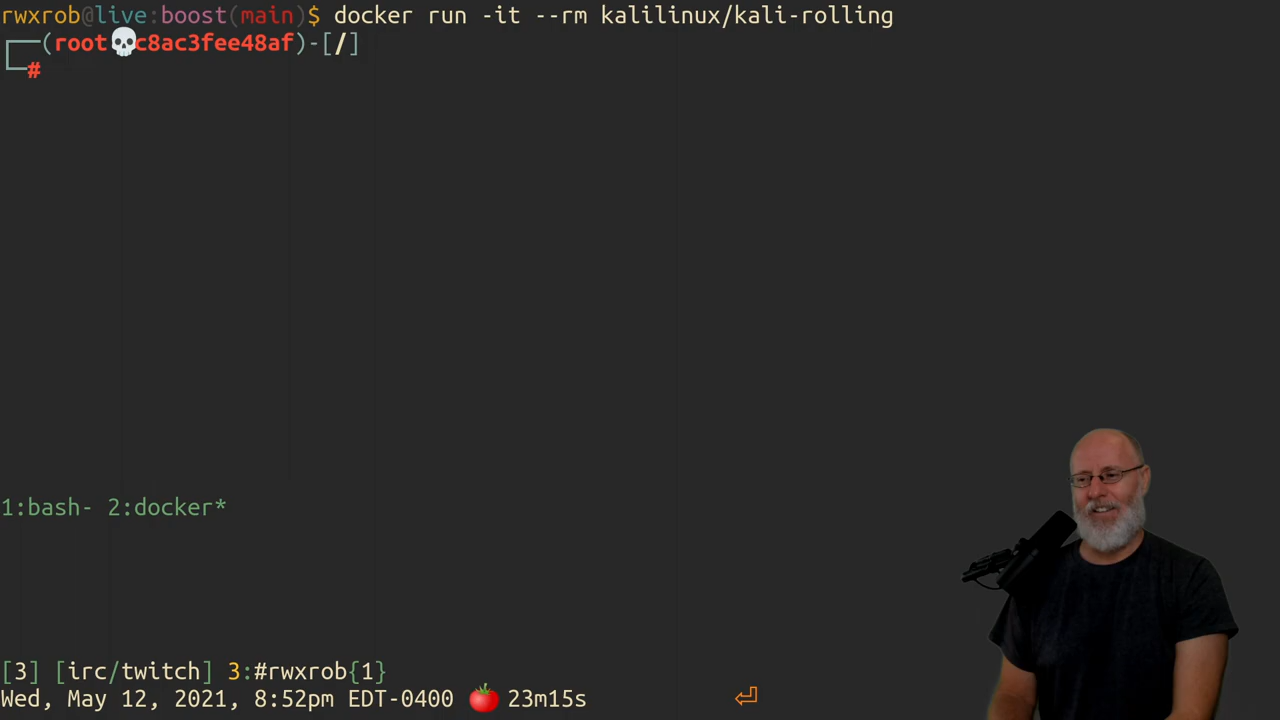 rwxrob@live:boost(main)$ docker run -it --rm kalilinux/kali-rolling
┌──(root💀c8ac3fee48af)-[/]
└─#
1:bash- 2:docker*
[3] [irc/twitch] 3:#rwxrob{1}
Wed, May 12, 2021, 8:52pm EDT-0400 🍅 23m15s ⏎